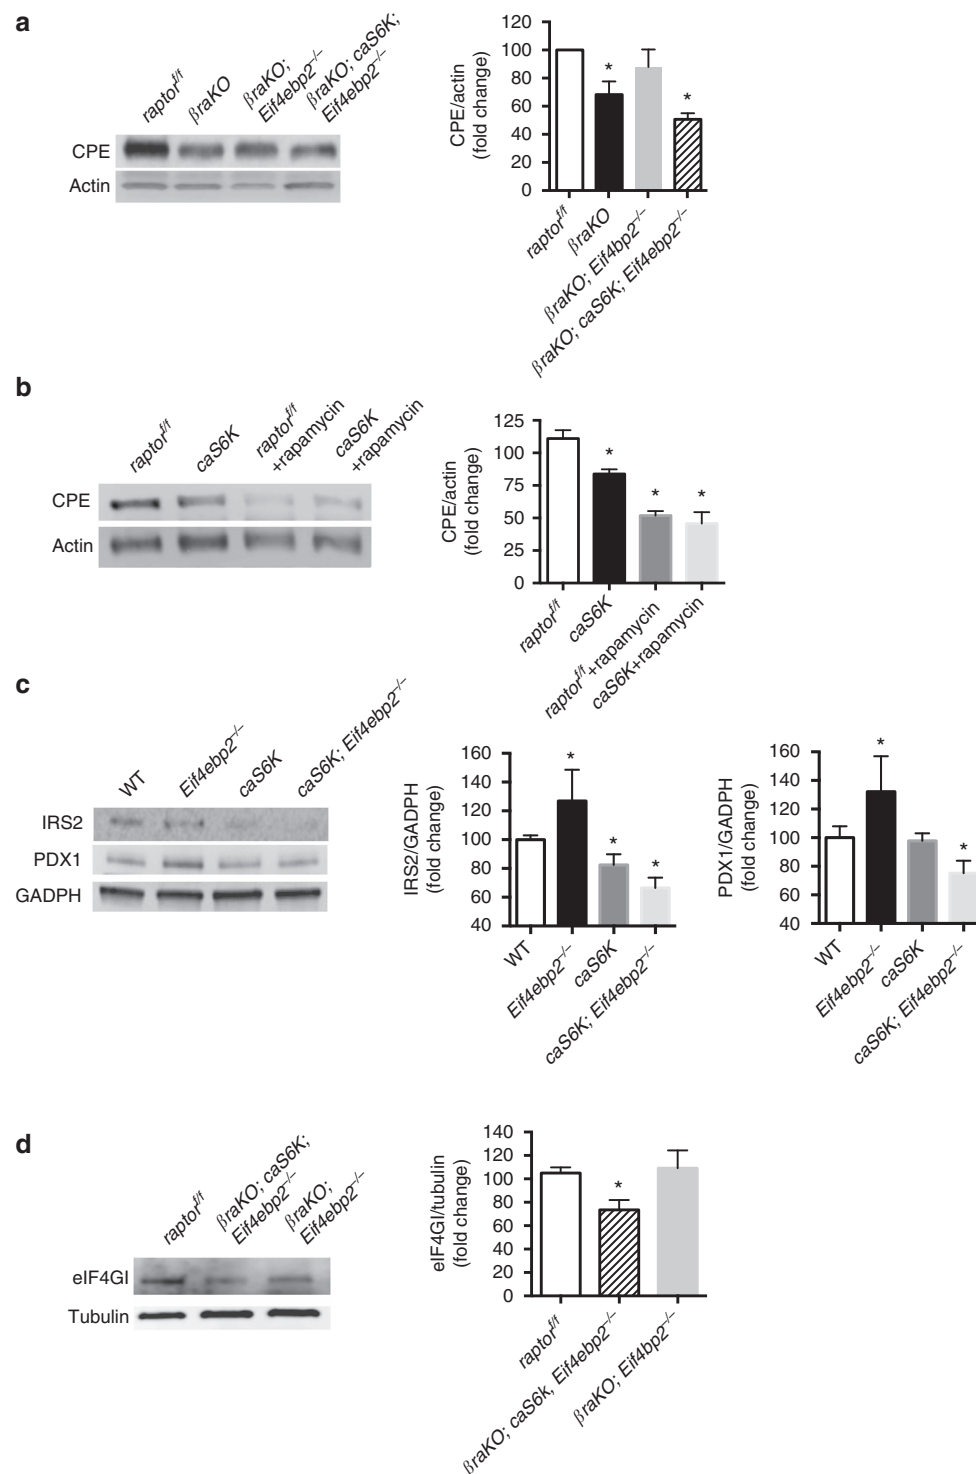 a
raptorf/f
βraKO
βraKO;
Eif4ebp2–/–
βraKO; caS6K;
Eif4ebp2–/–
CPE
Actin
CPE/actin
(fold change)
120
100
80
60
40
20
0
*
*
raptorf/f
βraKO
βraKO; Eif4bp2–/–
βraKO; caS6K; Eif4ebp2–/–
b
raptorf/f
caS6K
raptorf/f
+rapamycin
caS6K
+rapamycin
CPE
Actin
CPE/actin
(fold change)
125
100
75
50
25
0
*
*
*
raptorf/f
caS6K
raptorf/f+rapamycin
caS6K+rapamycin
c
WT
Eif4ebp2–/–
caS6K
caS6K; Eif4ebp2–/–
IRS2
PDX1
GADPH
IRS2/GADPH
(fold change)
160
140
120
100
80
60
40
*
*
*
WT
Eif4ebp2–/–
caS6K
caS6K; Eif4ebp2–/–
PDX1/GADPH
(fold change)
160
140
120
100
80
60
40
*
*
WT
Eif4ebp2–/–
caS6K
caS6K; Eif4ebp2–/–
d
raptorf/f
βraKO; caS6K;
Eif4ebp2–/–
βraKO;
Eif4ebp2–/–
eIF4GI
Tubulin
eIF4GI/tubulin
(fold change)
140
120
100
80
60
40
20
0
*
raptorf/f
βraKO; caS6k, Eif4ebp2–/–
βraKO; Eif4bp2–/–